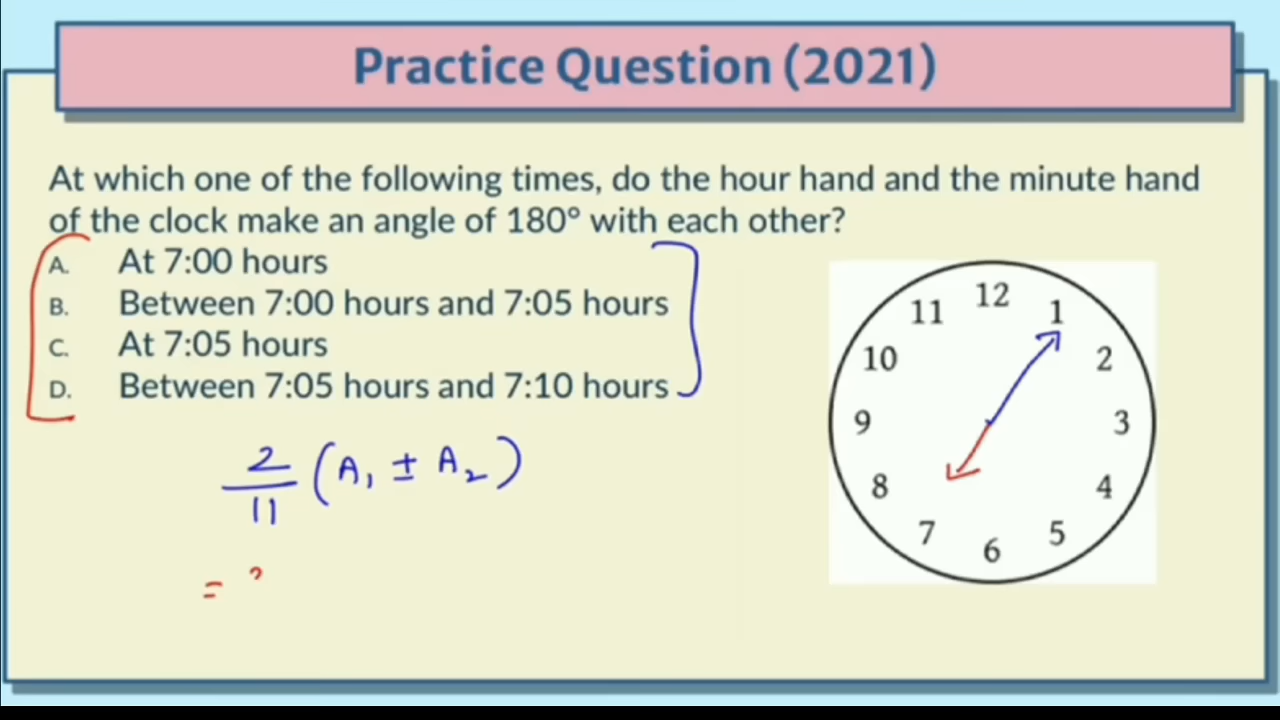 Practice Question (2021)
At which one of the following times, do the hour hand and the minute hand
of the clock make an angle of 180° with each other?
A. At 7:00 hours
B. Between 7:00 hours and 7:05 hours
C. At 7:05 hours
D. Between 7:05 hours and 7:10 hours
2/11 (A₁ ± A₂)
=
12
11 1
10 2
9 3
8 4
7 5
6